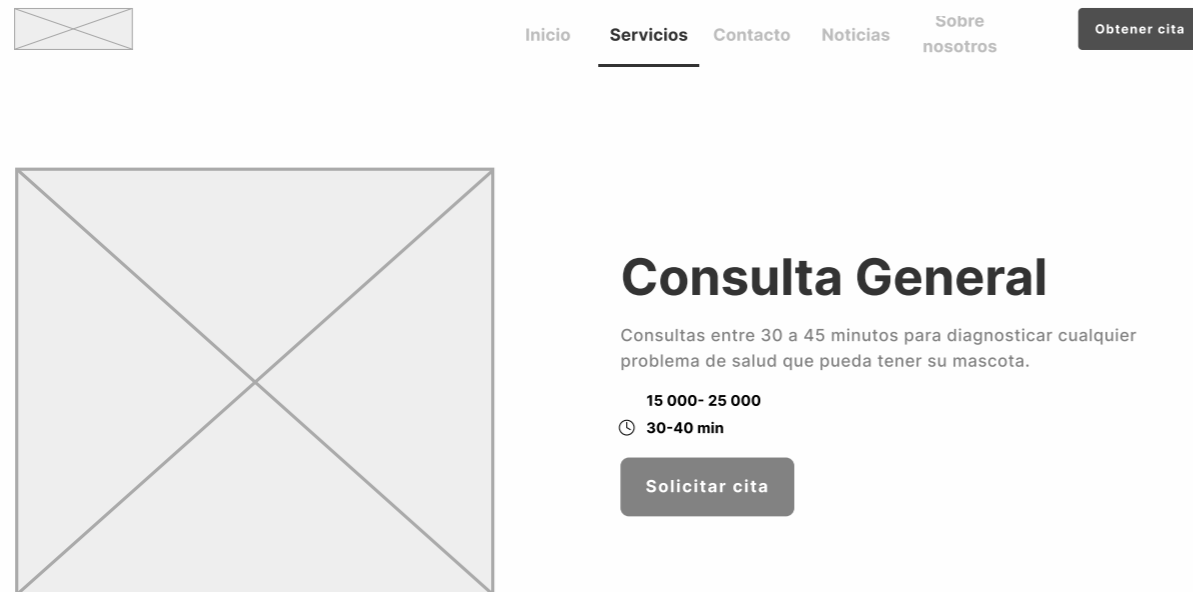 Inicio
Servicios
Contacto
Noticias
Sobre
nosotros
Obtener cita
Consulta General
Consultas entre 30 a 45 minutos para diagnosticar cualquier
problema de salud que pueda tener su mascota.
15 000- 25 000
30-40 min
Solicitar cita